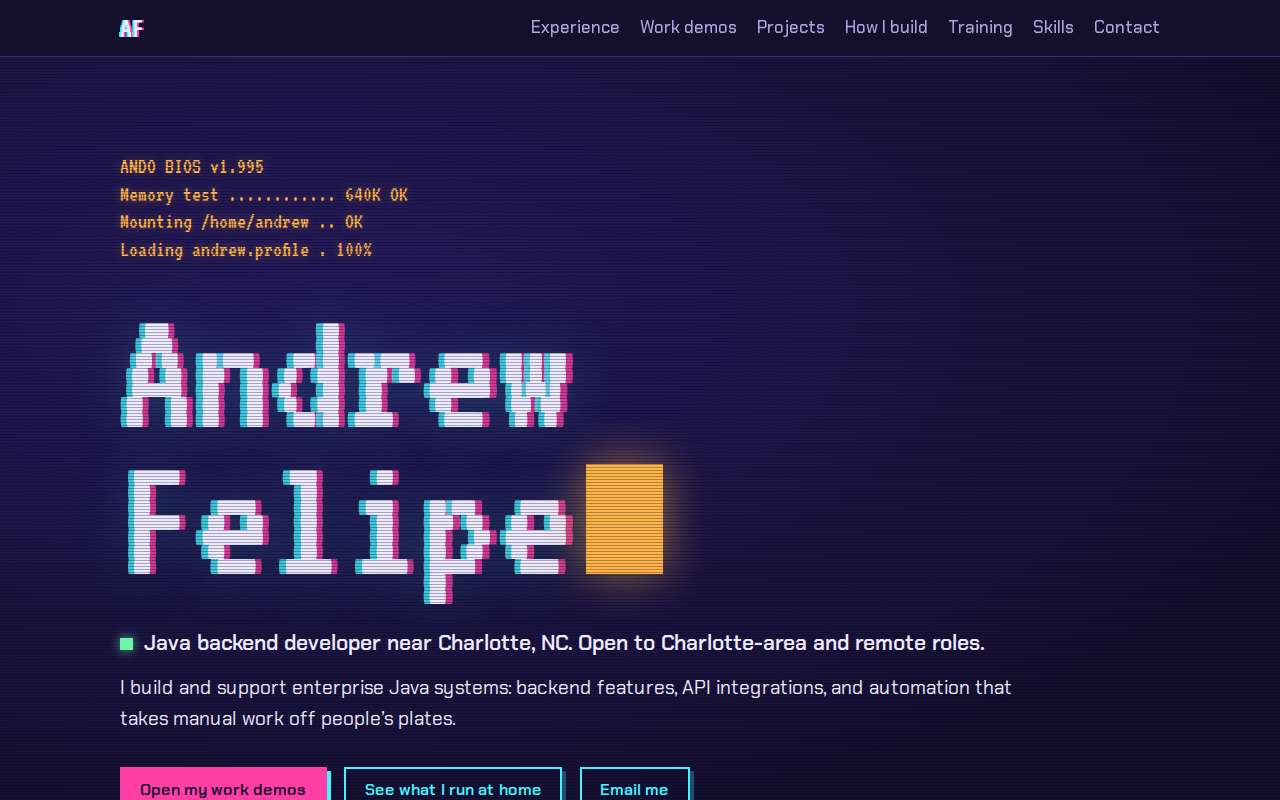 AF
Experience Work demos Projects How I build Training Skills Contact
ANDO BIOS v1.995
Memory test ............ 640K OK
Mounting /home/andrew .. OK
Loading andrew.profile . 100%
Andrew
Felipe
Java backend developer near Charlotte, NC. Open to Charlotte-area and remote roles.
I build and support enterprise Java systems: backend features, API integrations, and automation that
takes manual work off people’s plates.
Open my work demos See what I run at home Email me